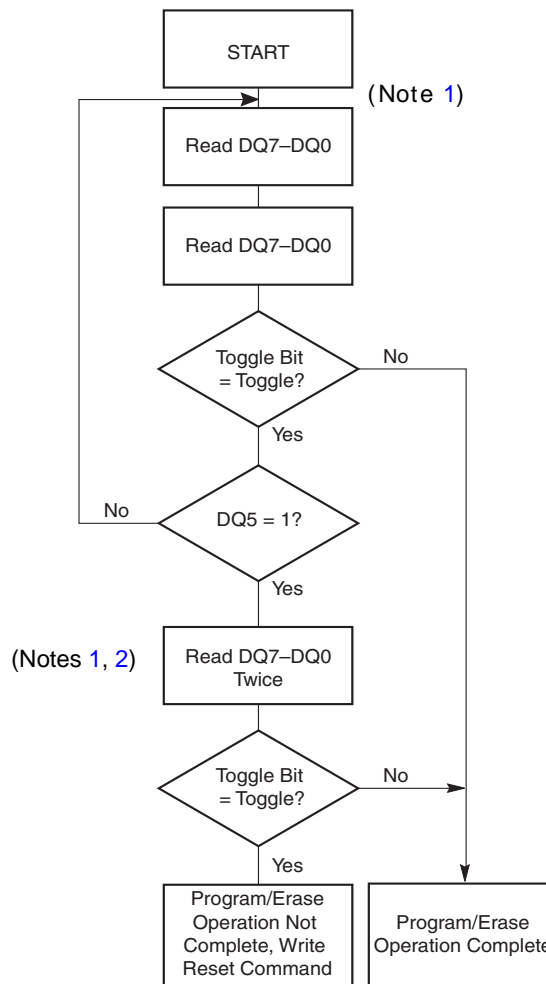 START
(Note 1)
Read DQ7–DQ0
Read DQ7–DQ0
Toggle Bit
= Toggle?
No
Yes
No
DQ5 = 1?
Yes
(Notes 1, 2)
Read DQ7–DQ0
Twice
Toggle Bit
= Toggle?
No
Yes
Program/Erase
Operation Not
Complete, Write
Reset Command
Program/Erase
Operation Complete